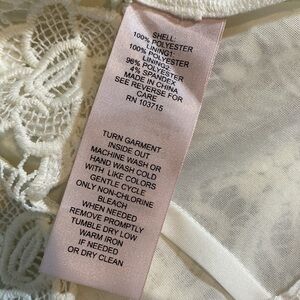 SHELL:
100% POLYESTER
LINING1:
100% POLYESTER
LINING2:
96% POLYESTER
4% SPANDEX
MADE IN CHINA
SEE REVERSE FOR
CARE
RN 103715
TURN GARMENT
INSIDE OUT
MACHINE WASH OR
HAND WASH COLD
WITH LIKE COLORS
GENTLE CYCLE
ONLY NON-CHLORINE
BLEACH
WHEN NEEDED
REMOVE PROMPTLY
TUMBLE DRY LOW
WARM IRON
IF NEEDED
OR DRY CLEAN